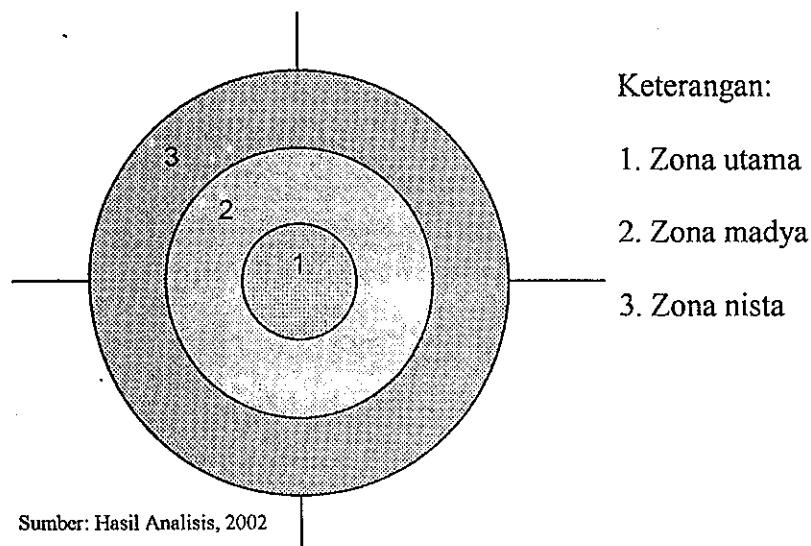 3
2
1
Keterangan:
1. Zona utama
2. Zona madya
3. Zona nista
Sumber: Hasil Analisis, 2002